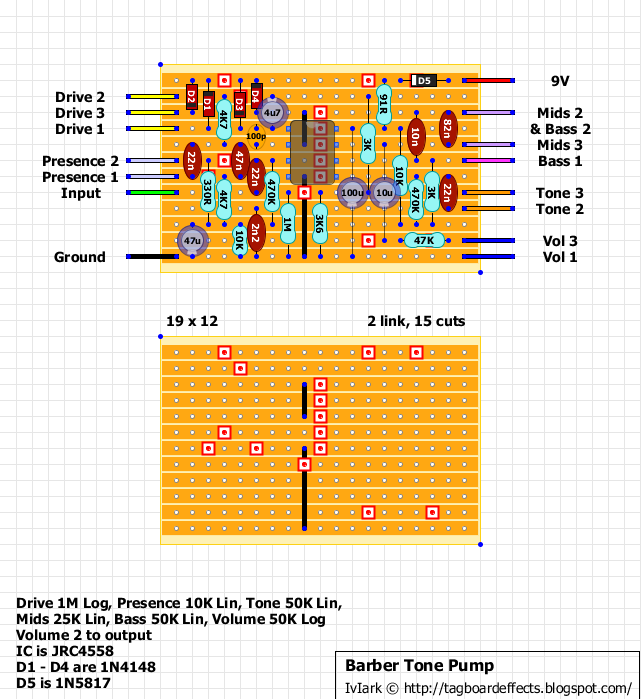 D5
9V
Drive 2
Drive 3
Drive 1
D2
D1
D3
D4
4K7
4u7
100p
91R
3K
10n
82n
Mids 2
& Bass 2
Mids 3
Bass 1
Presence 2
Presence 1
Input
22n
330R
4K7
47n
22n
470K
100u
10u
10K
470K
3K
22n
Tone 3
Tone 2
47u
10K
2n2
1M
3K6
47K
Vol 3
Vol 1
Ground
19 x 12
2 link, 15 cuts
Drive 1M Log, Presence 10K Lin, Tone 50K Lin,
Mids 25K Lin, Bass 50K Lin, Volume 50K Log
Volume 2 to output
IC is JRC4558
D1 - D4 are 1N4148
D5 is 1N5817
Barber Tone Pump
IvIark © http://tagboardeffects.blogspot.com/